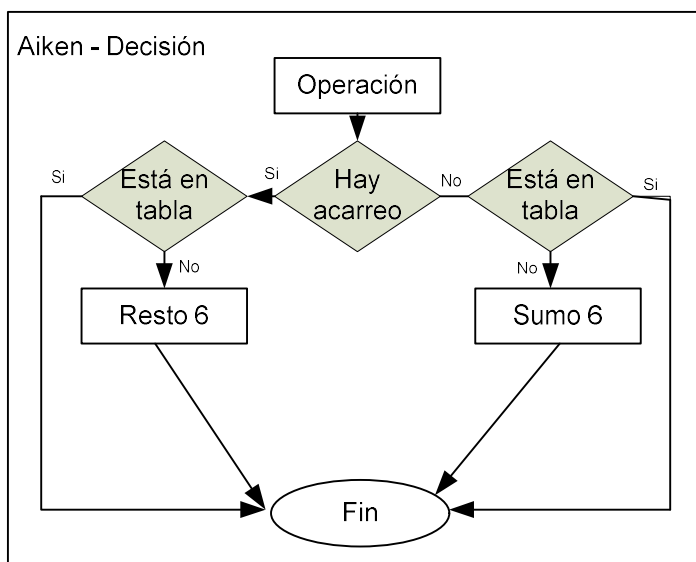 Aiken - Decisión
Operación
Si
Está en
tabla
Si
Hay
acarreo
No
Está en
tabla
Si
No
No
Resto 6
Sumo 6
Fin